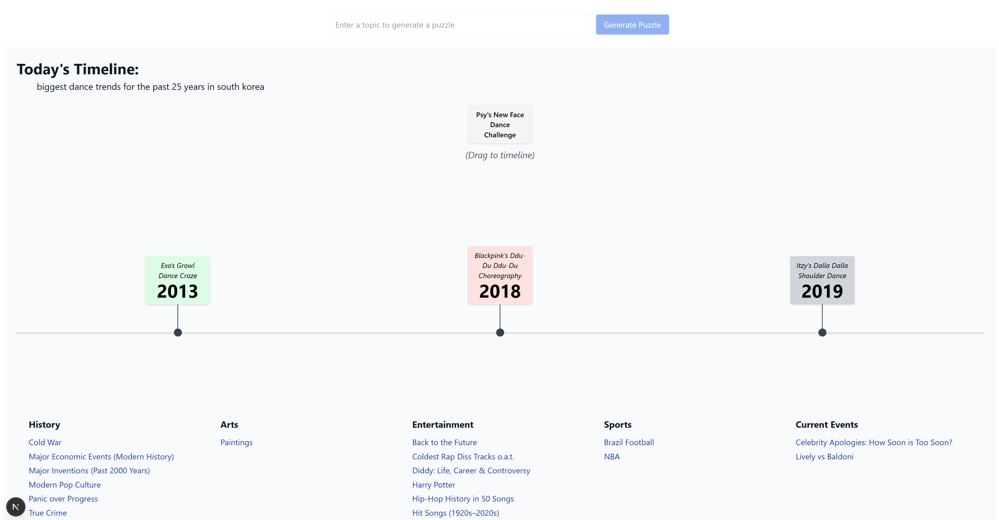 Enter a topic to generate a puzzle
Generate Puzzle
Today's Timeline:
biggest dance trends for the past 25 years in south korea
Psy's New Face
Dance
Challenge
(Drag to timeline)
Exo's Growl
Dance Craze
2013
Blackpink's Ddu-
Du Ddu-Du
Choreography
2018
Itzy's Dalla Dalla
Shoulder Dance
2019
History
Cold War
Major Economic Events (Modern History)
Major Inventions (Past 2000 Years)
Modern Pop Culture
Panic over Progress
True Crime
Arts
Paintings
Entertainment
Back to the Future
Coldest Rap Diss Tracks o.a.t.
Diddy: Life, Career & Controversy
Harry Potter
Hip-Hop History in 50 Songs
Hit Songs (1920s–2020s)
Sports
Brazil Football
NBA
Current Events
Celebrity Apologies: How Soon is Too Soon?
Lively vs Baldoni
N